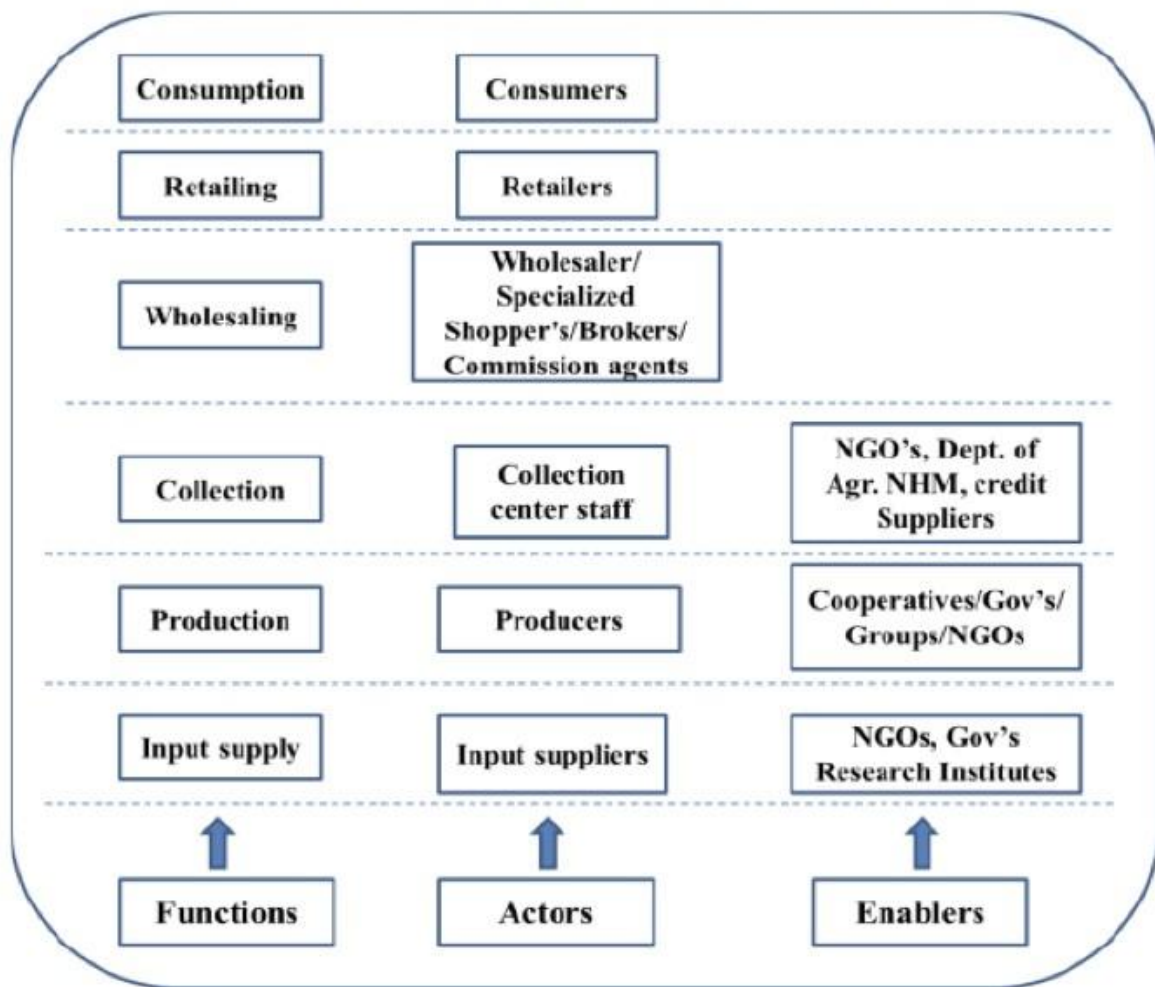 Consumption
Consumers
Retailing
Retailers
Wholesaling
Wholesaler/
Specialized
Shopper's/Brokers/
Commission agents
Collection
Collection
center staff
NGO's, Dept. of
Agr. NHM, credit
Suppliers
Production
Producers
Cooperatives/Gov's/
Groups/NGOs
Input supply
Input suppliers
NGOs, Gov's
Research Institutes
Functions
Actors
Enablers